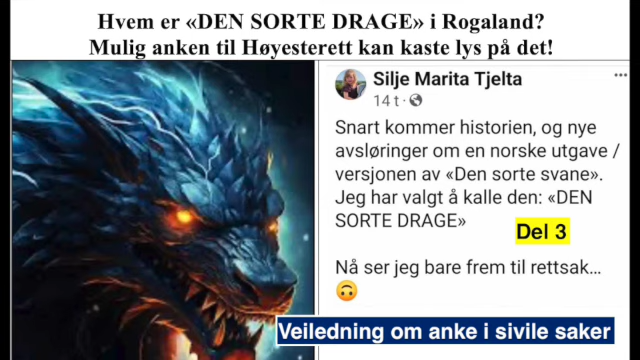 Hvem er «DEN SORTE DRAGE» i Rogaland?
Mulig anken til Høyesterett kan kaste lys på det!
Silje Marita Tjelta
14 t ·
Snart kommer historien, og nye
avsløringer om en norske utgave /
versjonen av «Den sorte svane».
Jeg har valgt å kalle den: «DEN
SORTE DRAGE»
Del 3
Nå ser jeg bare frem til rettsak...
Veiledning om anke i sivile saker